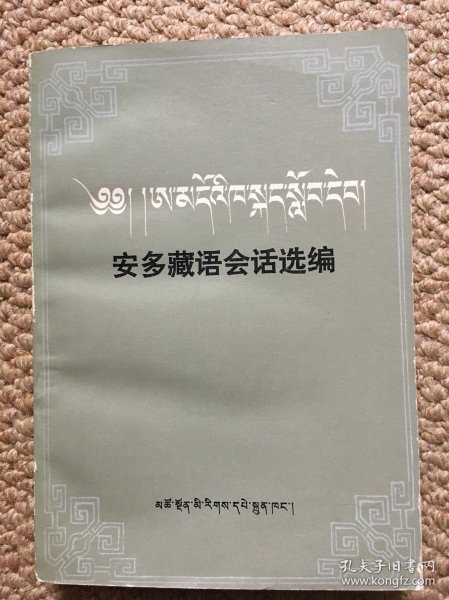 ༄༅། །ཨ་མདོའི་ཁ་སྐད་སློབ་དེབ།
安多藏语会话选编
མཚོ་སྔོན་མི་རིགས་དཔེ་སྐྲུན་ཁང་།
孔夫子旧书网
www.kongfz.com